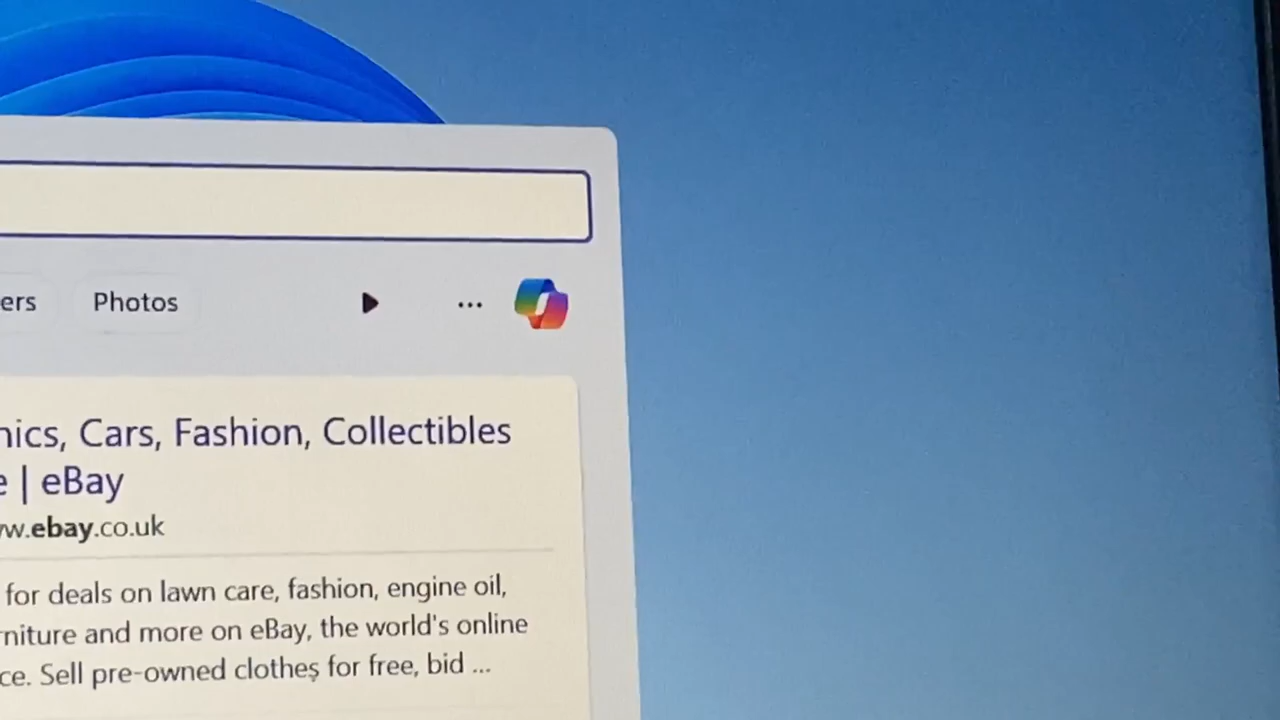 ers Photos ...
nics, Cars, Fashion, Collectibles
e | eBay
w.ebay.co.uk
for deals on lawn care, fashion, engine oil,
rniture and more on eBay, the world's online
ce. Sell pre-owned clothes for free, bid ...